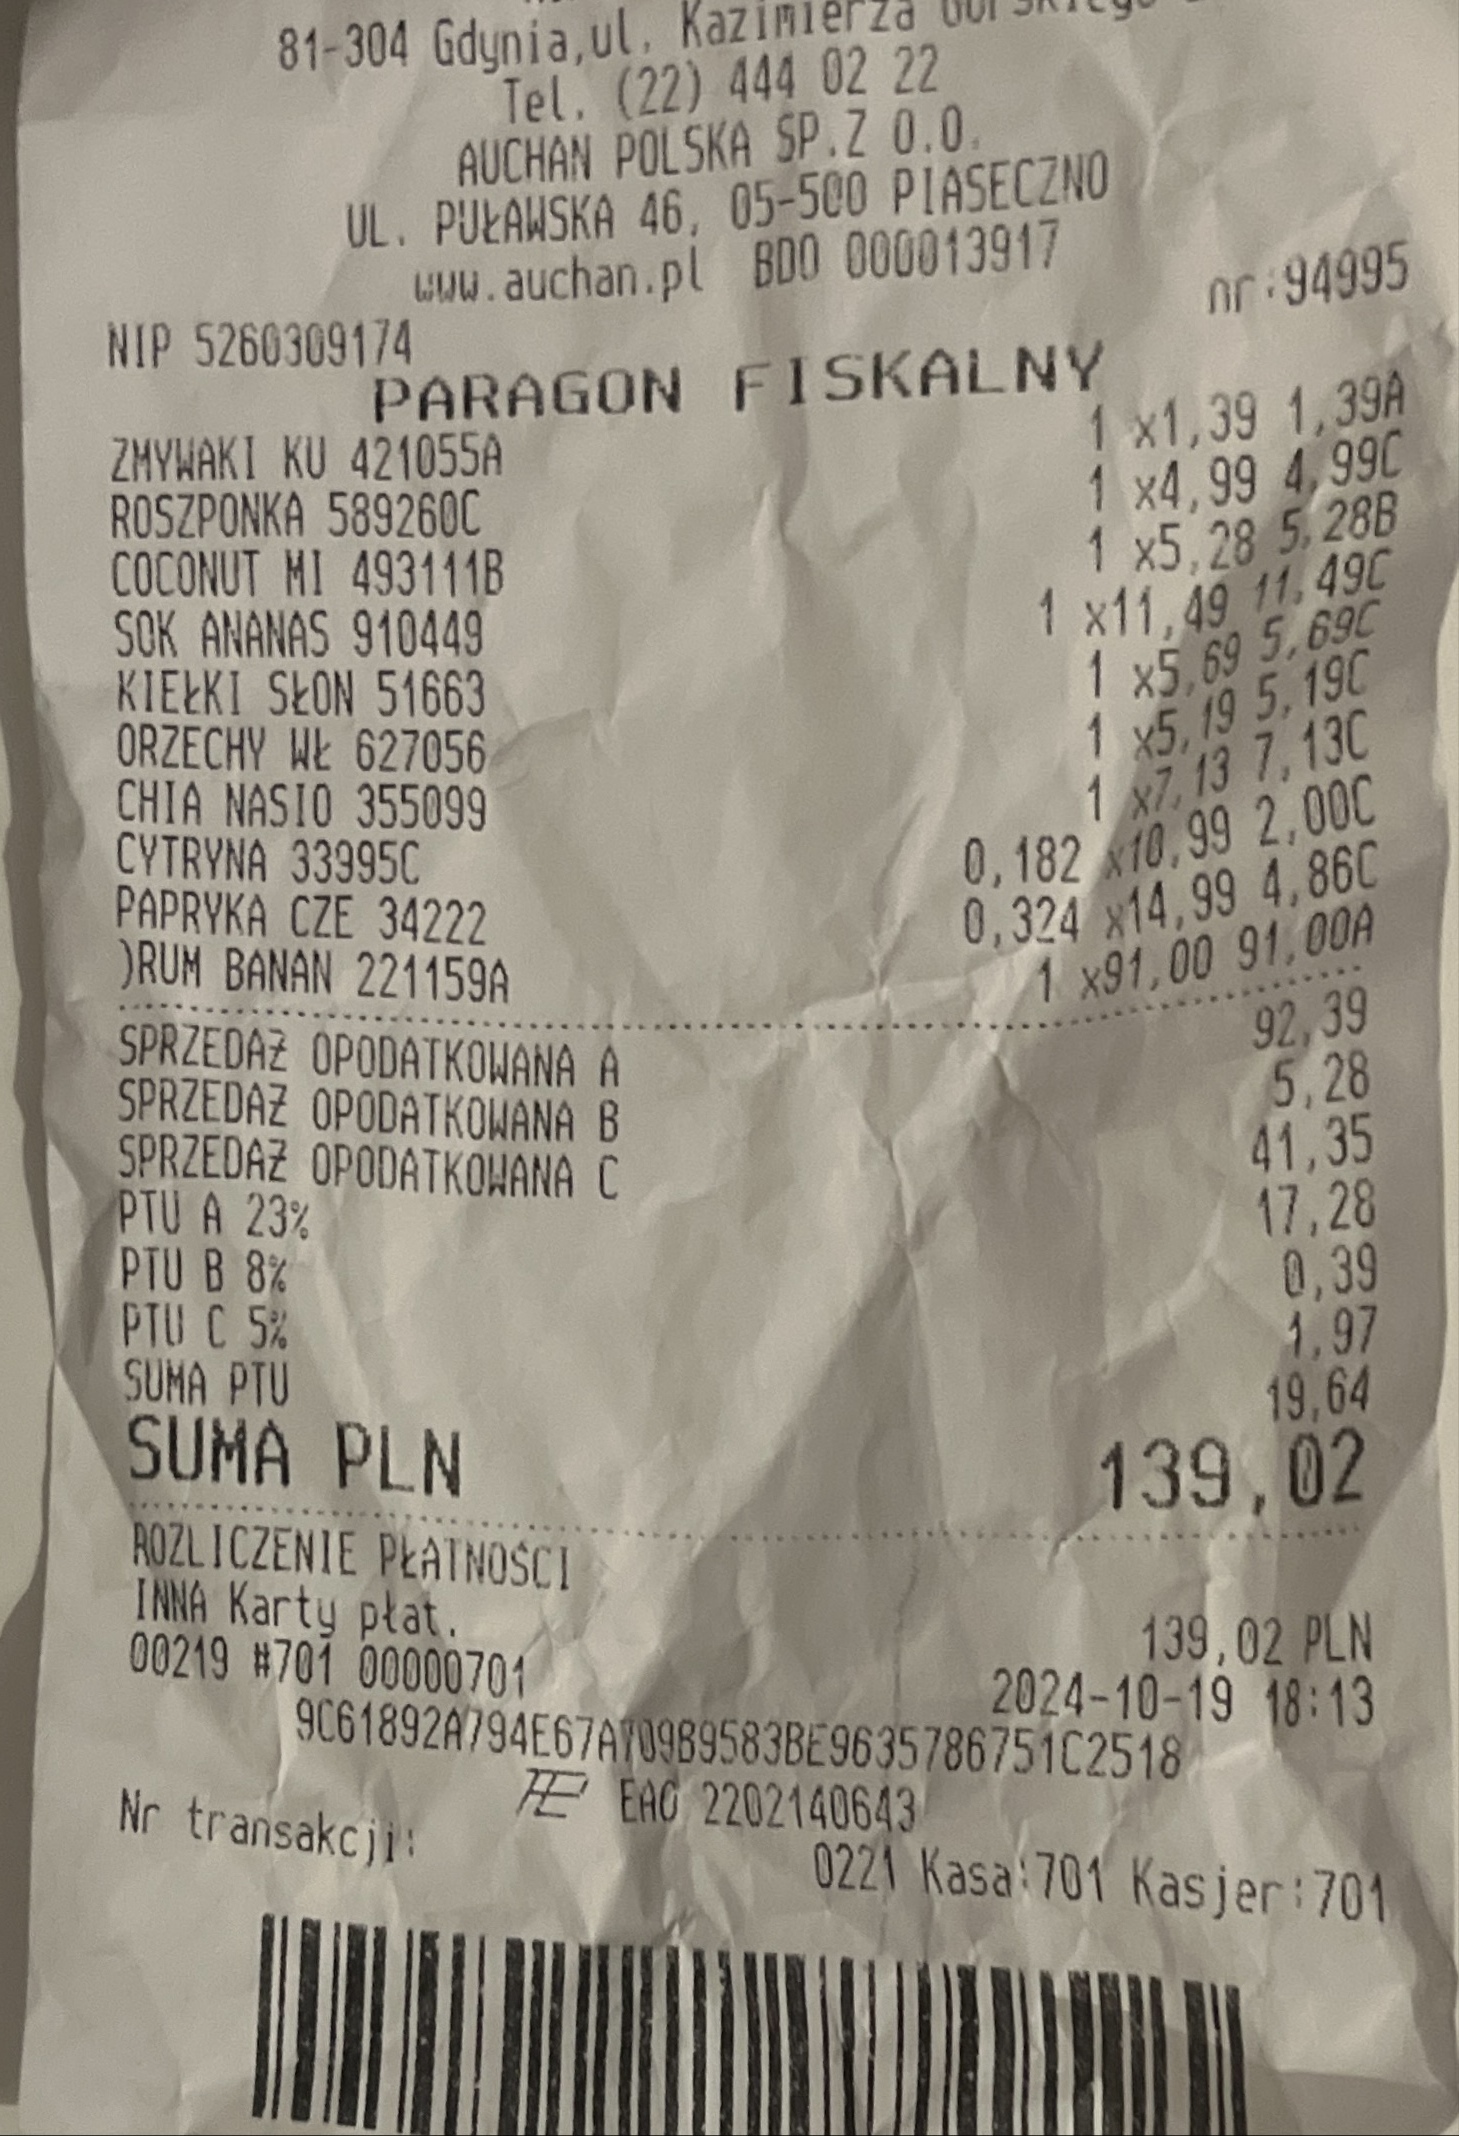 81-304 Gdynia,ul. Kazimierza
Tel. (22) 444 02 22
AUCHAN POLSKA SP.Z O.O.
UL. PUŁAWSKA 46, 05-500 PIASECZNO
www.auchan.pl BDO 000013917
NIP 5260309174 nr:94995
PARAGON FISKALNY
ZMYWAKI KU 421055A 1 x1,39 1,39A
ROSZPONKA 589260C 1 x4,99 4,99C
COCONUT MI 493111B 1 x5,28 5,28B
SOK ANANAS 910449 1 x11,49 11,49C
KIEŁKI SŁON 51663 1 x5,69 5,69C
ORZECHY WŁ 627056 1 x5,19 5,19C
CHIA NASIO 355099 1 x7,13 7,13C
CYTRYNA 33995C 0,182 x10,99 2,00C
PAPRYKA CZE 34222 0,324 x14,99 4,86C
)RUM BANAN 221159A 1 x91,00 91,00A
SPRZEDAŻ OPODATKOWANA A 92,39
SPRZEDAŻ OPODATKOWANA B 5,28
SPRZEDAŻ OPODATKOWANA C 41,35
PTU A 23% 17,28
PTU B 8% 0,39
PTU C 5% 1,97
SUMA PTU 19,64
SUMA PLN 139,02
ROZLICZENIE PŁATNOŚCI
INNA Karty płat. 139,02 PLN
00219 #701 00000701 2024-10-19 18:13
9C61892A794E67A709B9583BE9635786751C2518
EAO 2202140643
Nr transakcji: 0221 Kasa:701 Kasjer:701